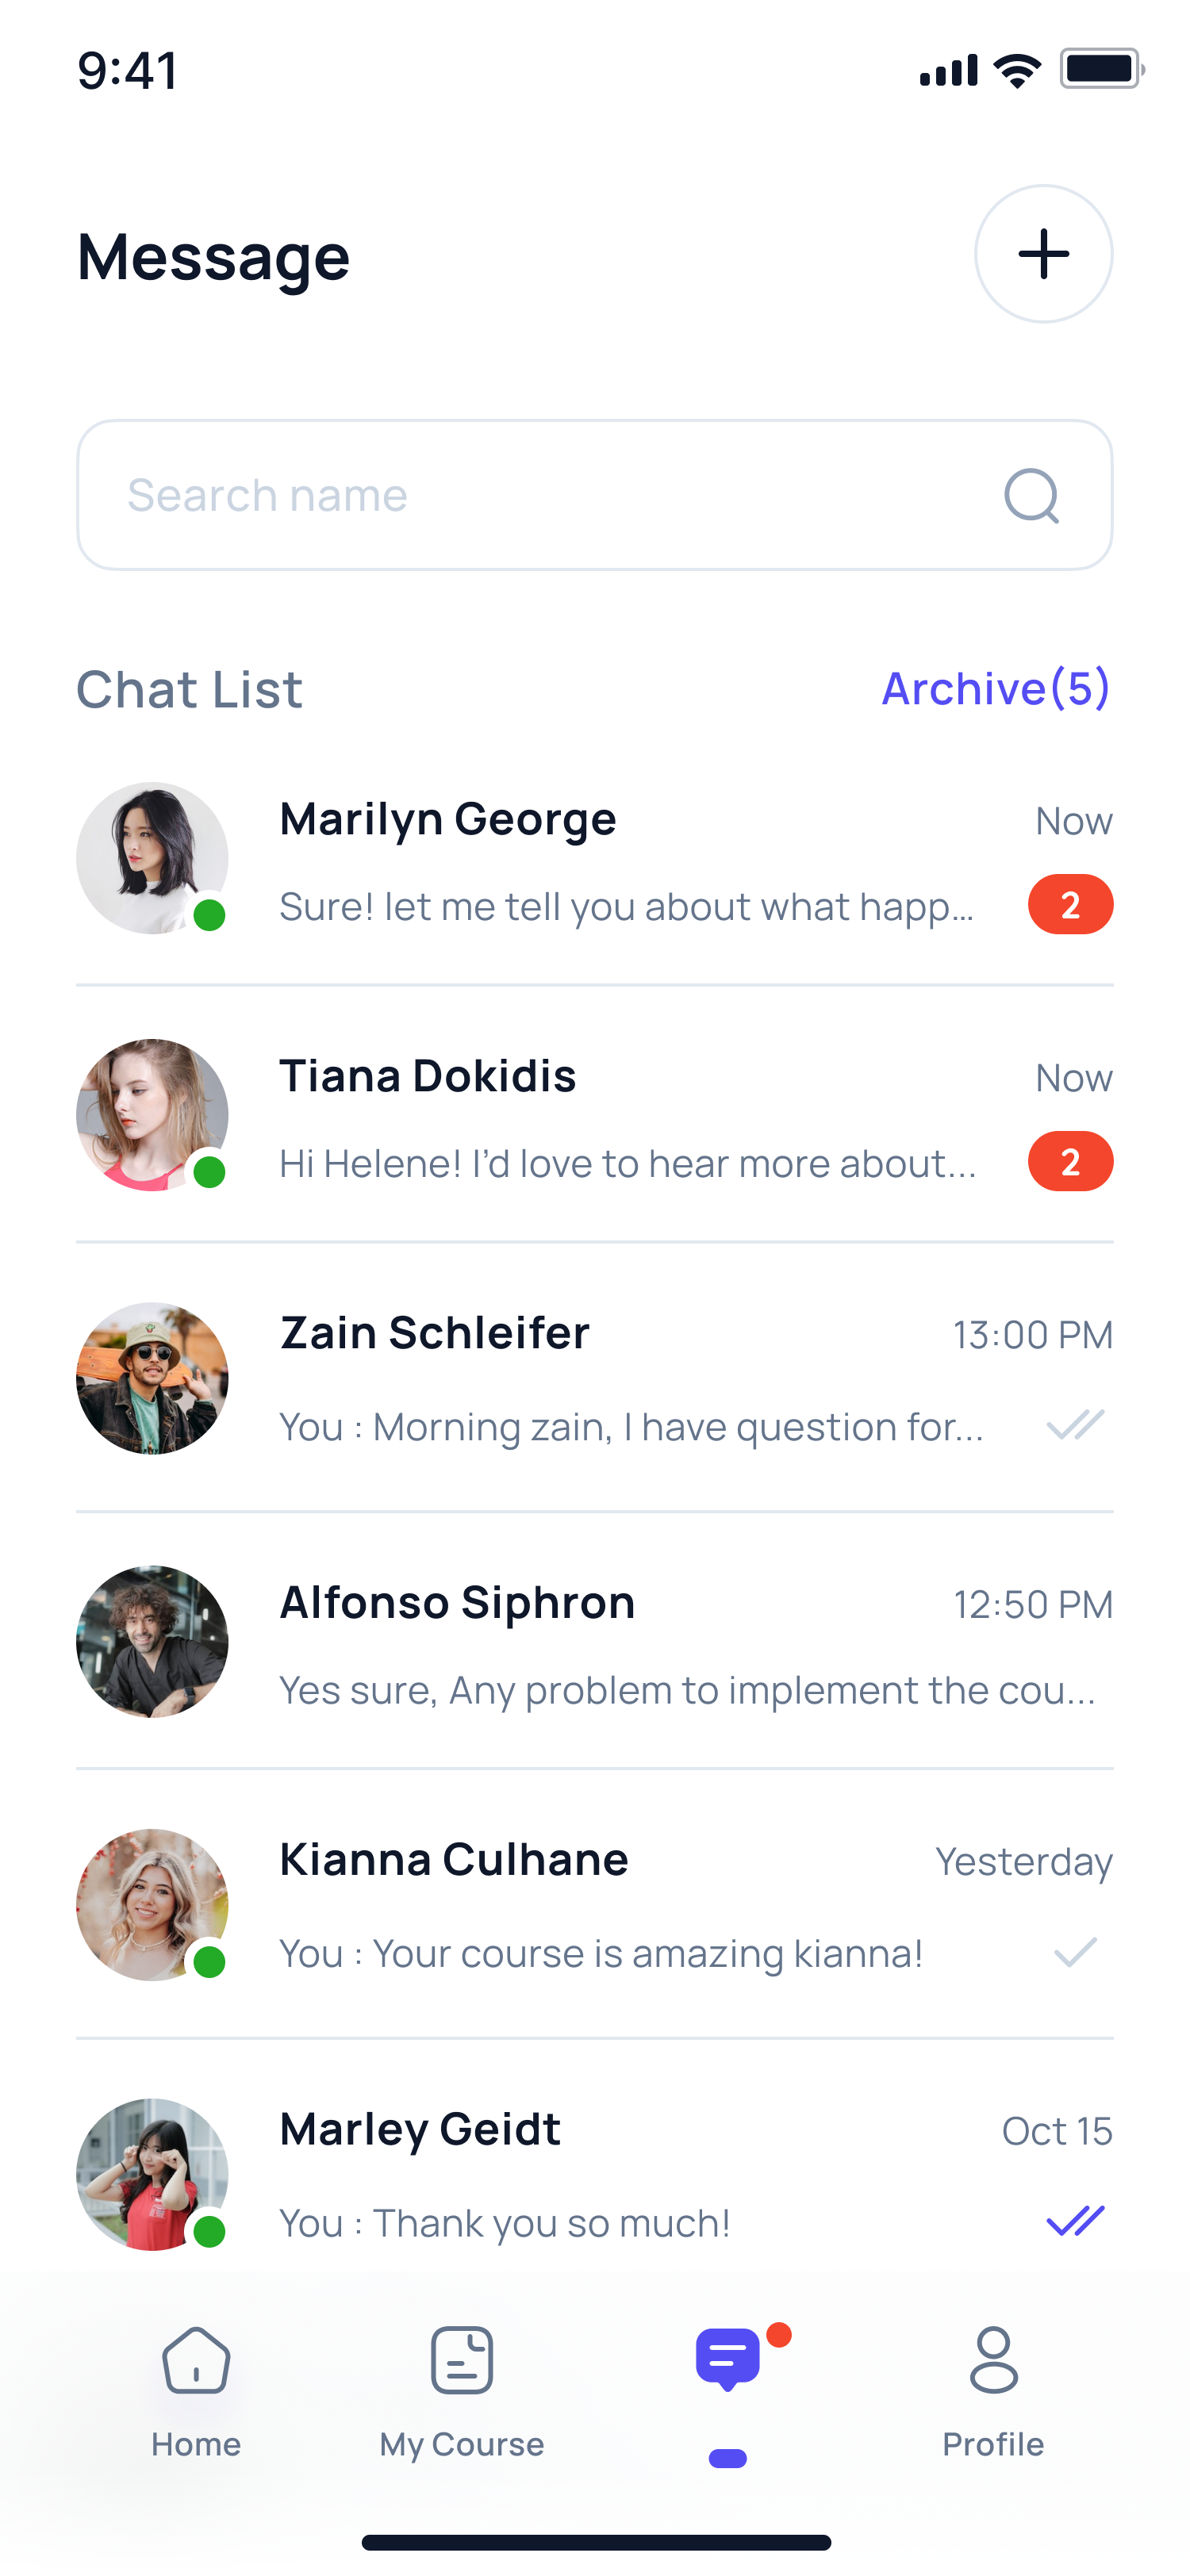 9:41
Message
Search name
Chat List Archive(5)
Marilyn George Now
Sure! let me tell you about what happ... 2
Tiana Dokidis Now
Hi Helene! I’d love to hear more about... 2
Zain Schleifer 13:00 PM
You : Morning zain, I have question for...
Alfonso Siphron 12:50 PM
Yes sure, Any problem to implement the cou...
Kianna Culhane Yesterday
You : Your course is amazing kianna!
Marley Geidt Oct 15
You : Thank you so much!
Home My Course Profile